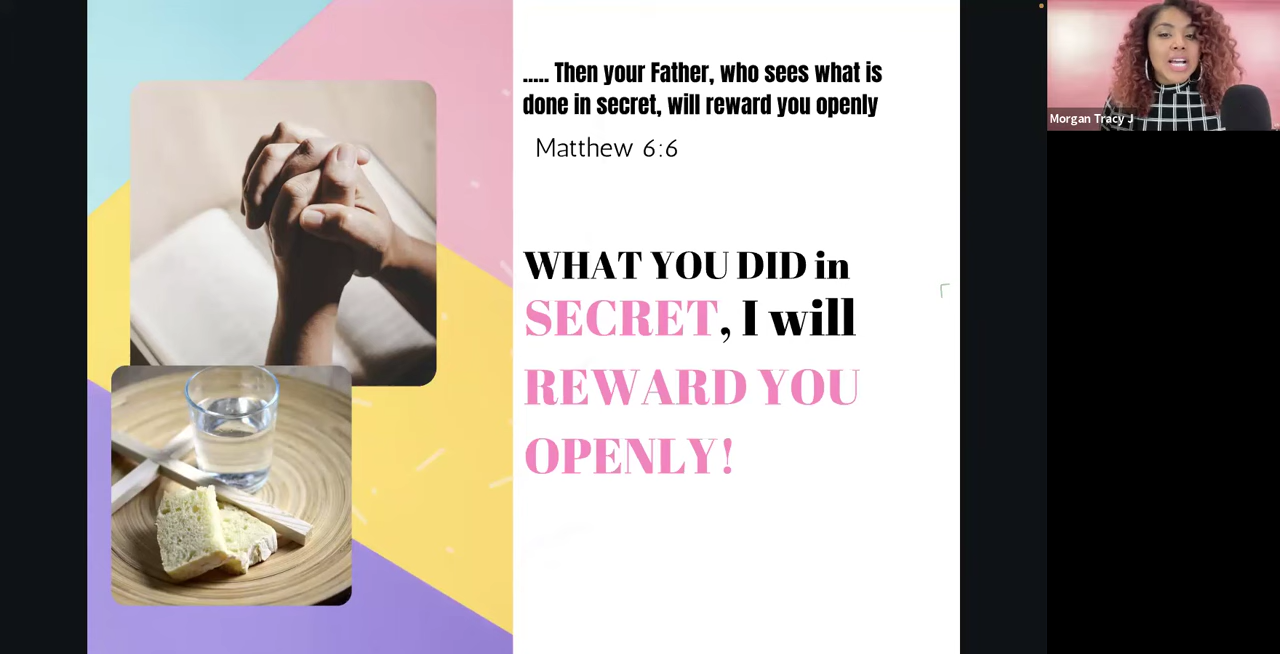 ..... Then your Father, who sees what is
done in secret, will reward you openly
Matthew 6:6
WHAT YOU DID in
SECRET, I will
REWARD YOU
OPENLY!
Morgan Tracy J